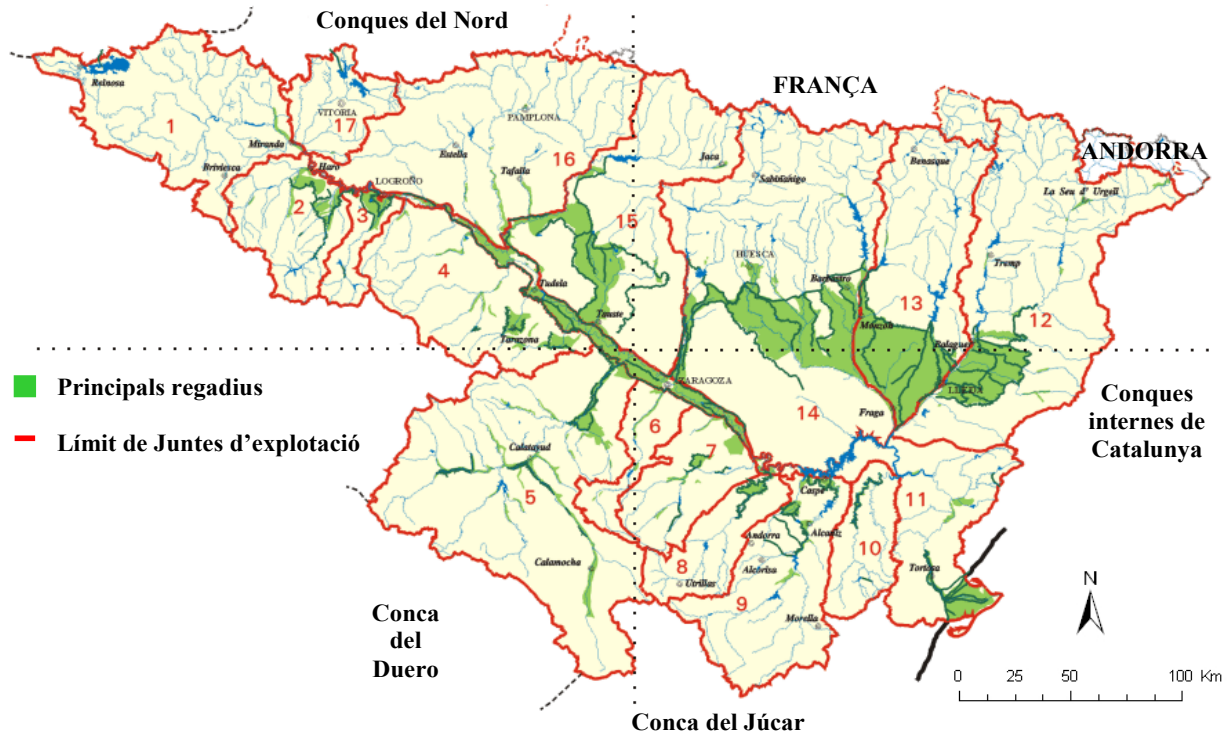 Conques del Nord
FRANÇA
ANDORRA
Reinosa
VITORIA
PAMPLONA
1
17
Miranda
Estella
16
Jaca
Sabiñánigo
Benasque
La Seu d' Urgell
Briviesca
Haro
LOGROÑO
Tafalla
2
3
15
4
HUESCA
Barbastro
Tremp
Tudela
13
12
Tauste
Monzón
Tarazona
Balaguer
Principals regadius
ZARAGOZA
LLEIDA
Conques
internes de
Catalunya
Límit de Juntes d'explotació
6
14
Fraga
7
Calatayud
5
Caspe
11
Alcañiz
10
Andorra
Alcorisa
8
Calamocha
Utrillas
9
Tortosa
Morella
N
Conca
del
Duero
0 25 50 100 Km
Conca del Júcar